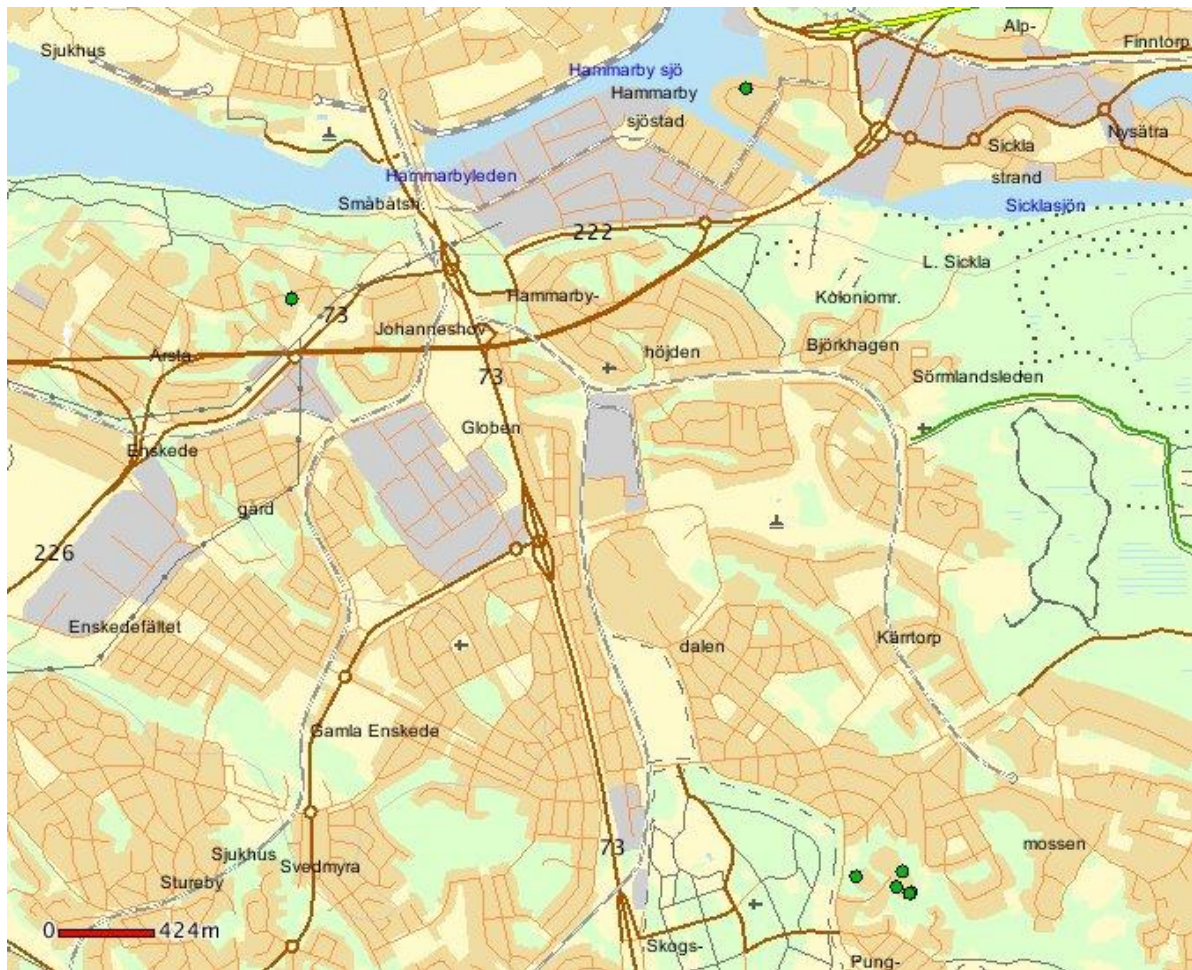 Sjukhus
11
Alp-
Finntorp
Hammarby sjö
Hammarby
sjöstad
Nysätra
Sickla
strand
Hammarbyleden
Småbåtsh.
Sicklasjön
222
L. Sickla
Hammarby-
Koloniomr.
73
Johanneshov
Årsta
höjden
Björkhagen
73
Sörmlandsleden
Globen
Enskede
gård
226
Enskedefältet
Kärrtorp
dalen
Gamla Enskede
73
mossen
Sjukhus
Svedmyra
Stureby
0
424m
Skogs-
Pung-